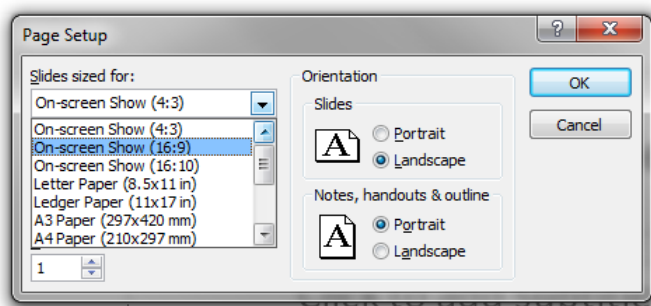 Page Setup
Slides sized for:
On-screen Show (4:3)
On-screen Show (4:3)
On-screen Show (16:9)
On-screen Show (16:10)
Letter Paper (8.5x11 in)
Ledger Paper (11x17 in)
A3 Paper (297x420 mm)
A4 Paper (210x297 mm)
1
Orientation
Slides
A
Portrait
Landscape
Notes, handouts & outline
A
Portrait
Landscape
OK
Cancel